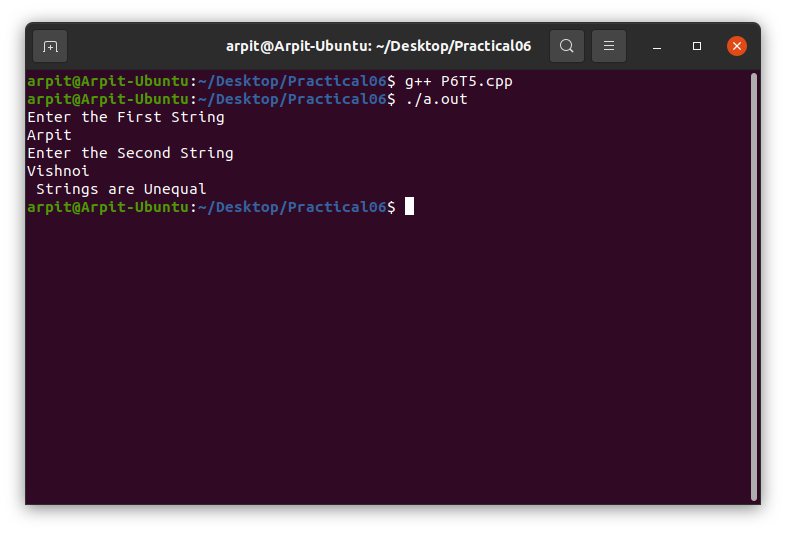 arpit@Arpit-Ubuntu: ~/Desktop/Practical06
arpit@Arpit-Ubuntu:~/Desktop/Practical06$ g++ P6T5.cpp
arpit@Arpit-Ubuntu:~/Desktop/Practical06$ ./a.out
Enter the First String
Arpit
Enter the Second String
Vishnoi
 Strings are Unequal
arpit@Arpit-Ubuntu:~/Desktop/Practical06$